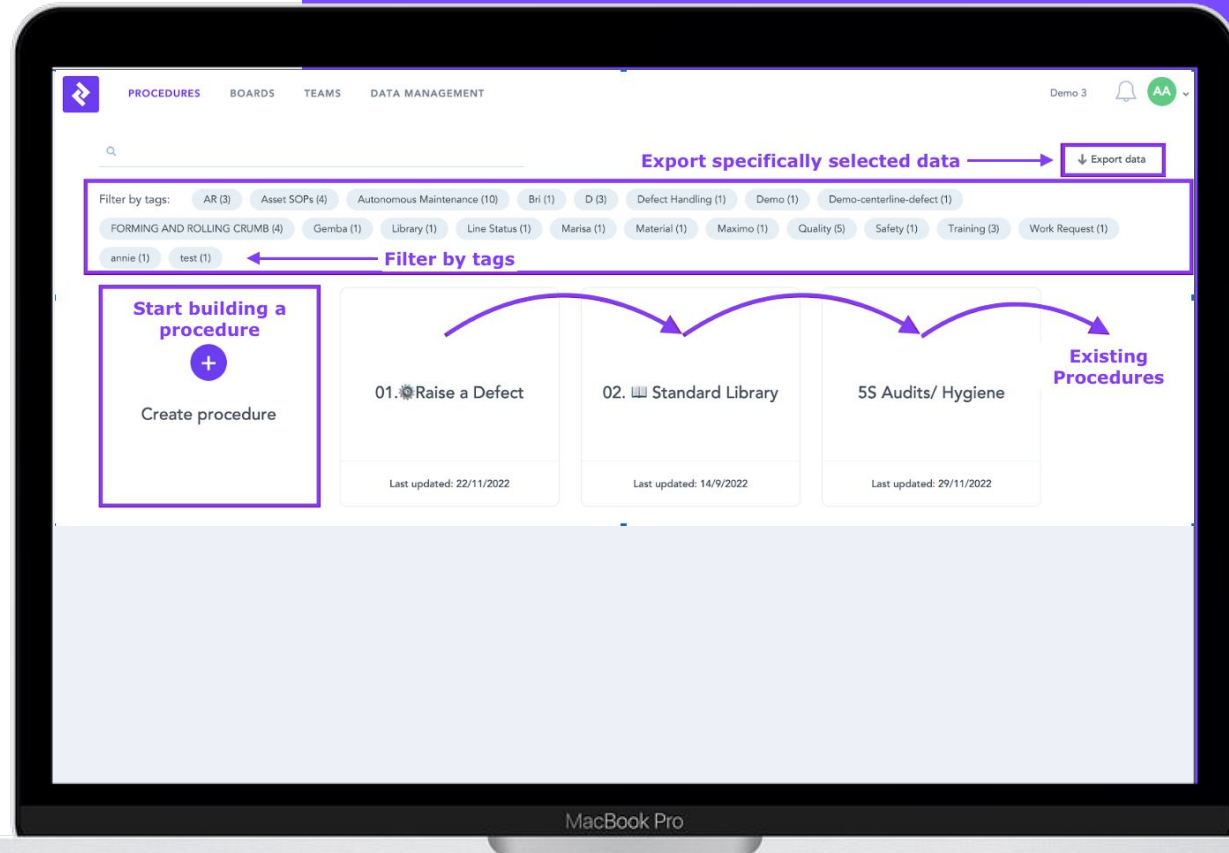 PROCEDURES BOARDS TEAMS DATA MANAGEMENT Demo 3 AA
Export specifically selected data Export data
Filter by tags: AR (3) Asset SOPs (4) Autonomous Maintenance (10) Bri (1) D (3) Defect Handling (1) Demo (1) Demo-centerline-defect (1)
FORMING AND ROLLING CRUMB (4) Gemba (1) Library (1) Line Status (1) Marisa (1) Material (1) Maximo (1) Quality (5) Safety (1) Training (3) Work Request (1)
annie (1) test (1) Filter by tags
Start building a
procedure
Create procedure
01.⚙️Raise a Defect
Last updated: 22/11/2022
02. 📖 Standard Library
Last updated: 14/9/2022
5S Audits/ Hygiene
Last updated: 29/11/2022
Existing
Procedures
MacBook Pro